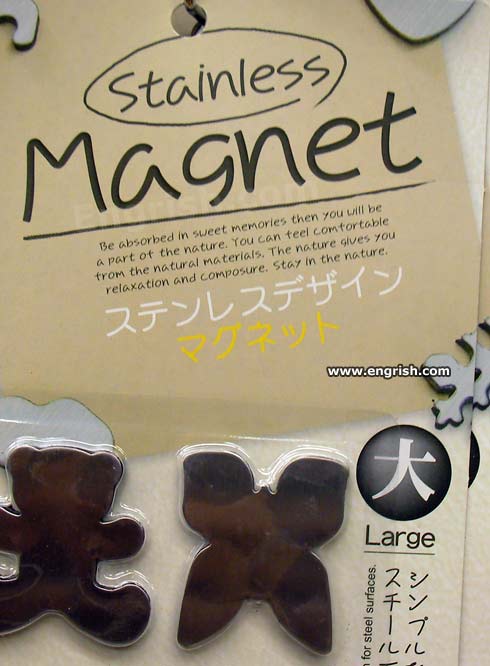 Stainless
Magnet
Be absorbed in sweet memories then you will be
a part of the nature. You can feel comfortable
from the natural materials. The nature gives you
relaxation and composure. Stay in the nature.
ステンレスデザイン
マグネット
www.engrish.com
大
Large
for steel surfaces.
シンプル
スチール